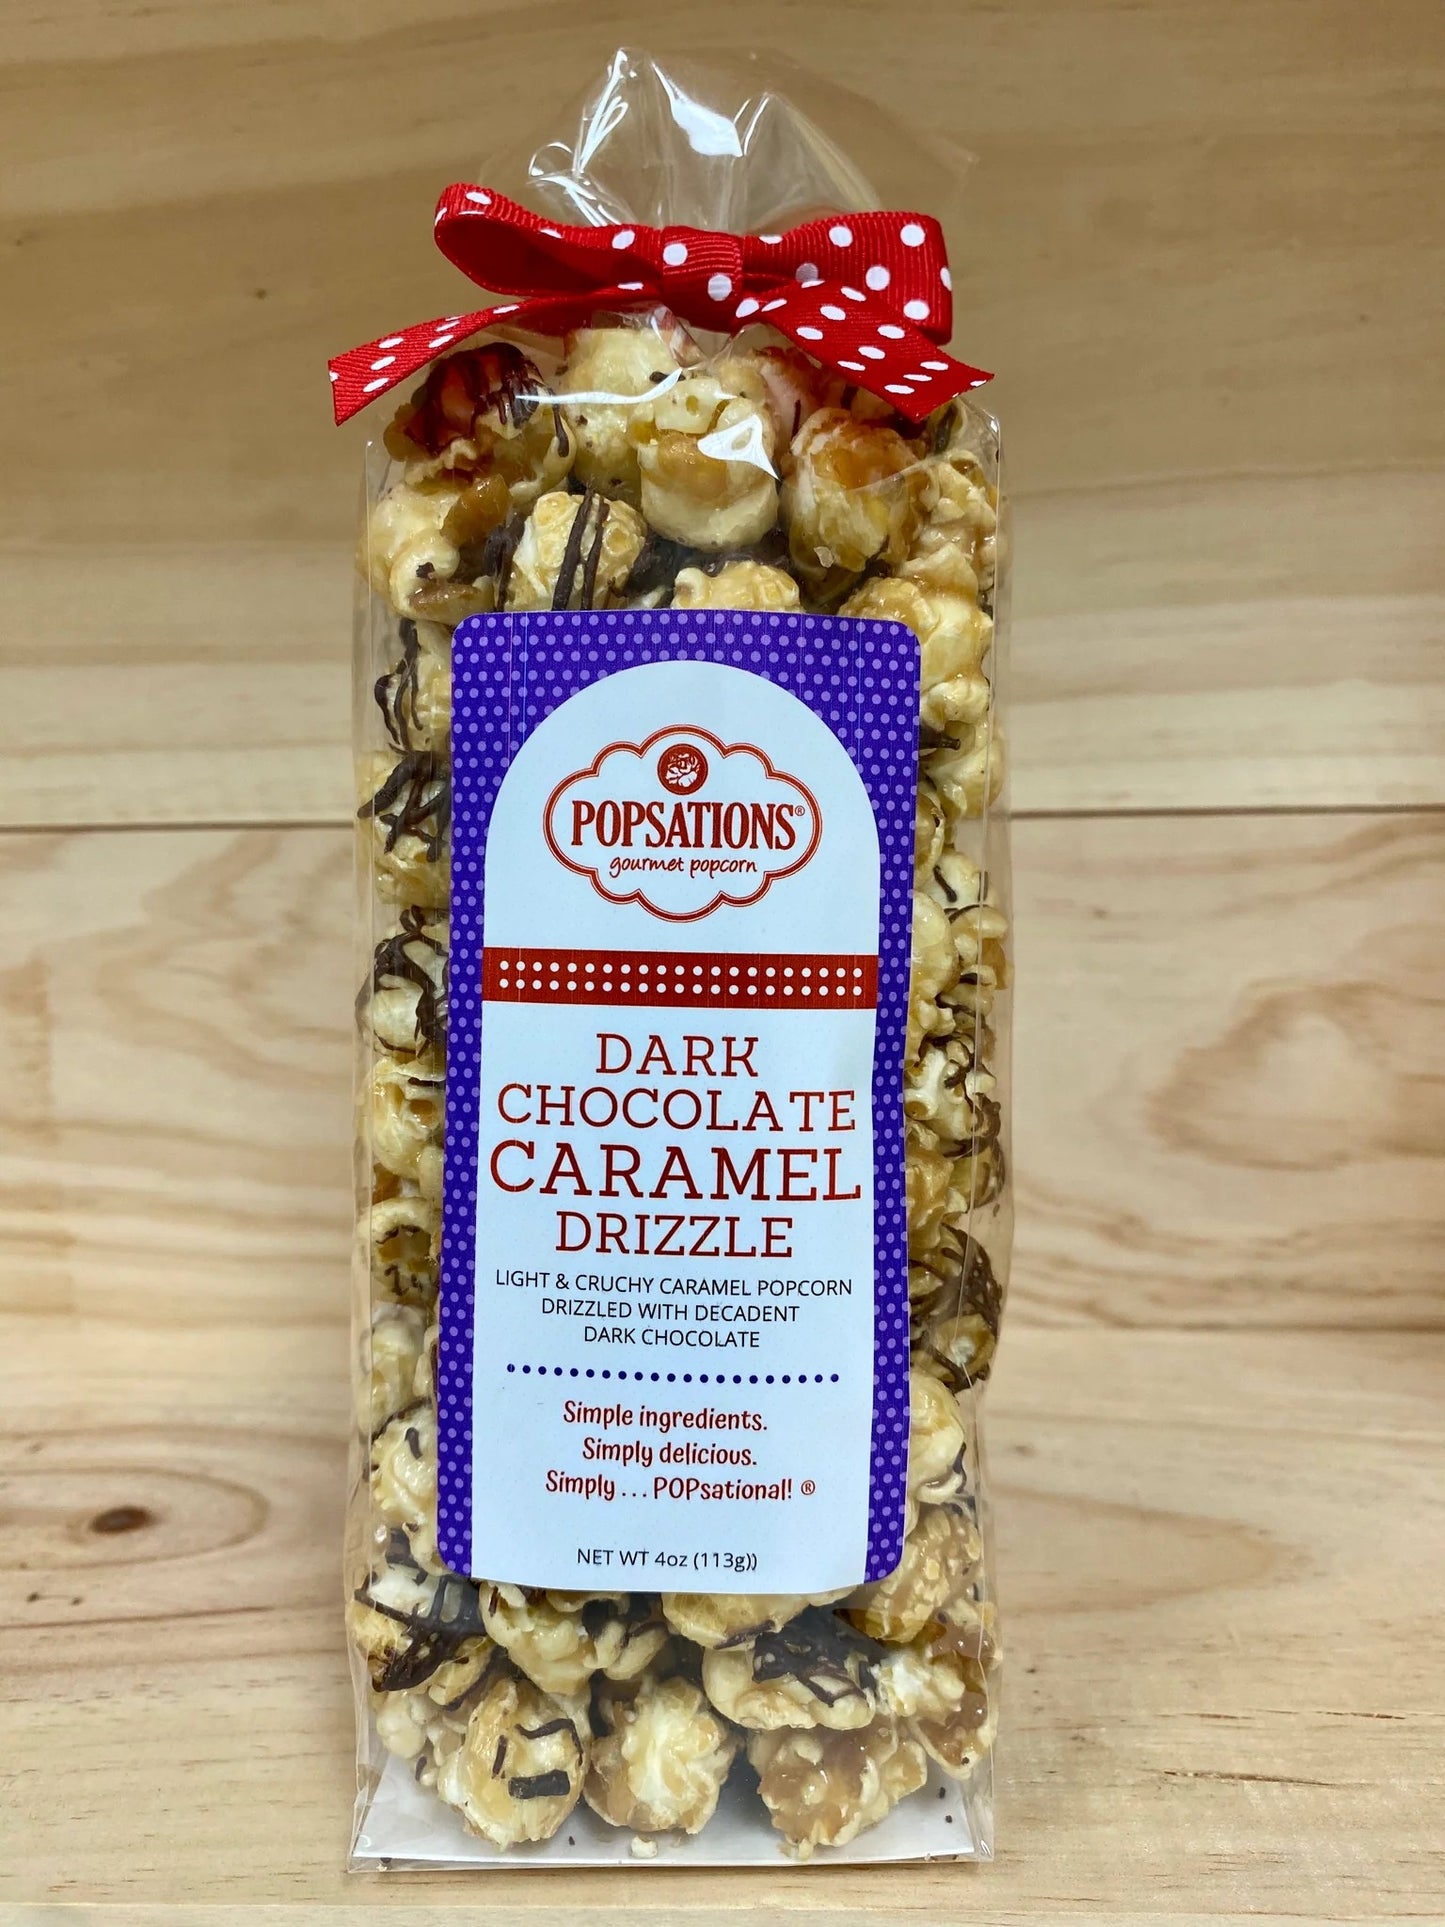 POPSATIONS®
gourmet popcorn
DARK
CHOCOLATE
CARAMEL
DRIZZLE
LIGHT & CRUCHY CARAMEL POPCORN
DRIZZLED WITH DECADENT
DARK CHOCOLATE
Simple ingredients.
Simply delicious.
Simply ... POPsational! ®
NET WT 4oz (113g))